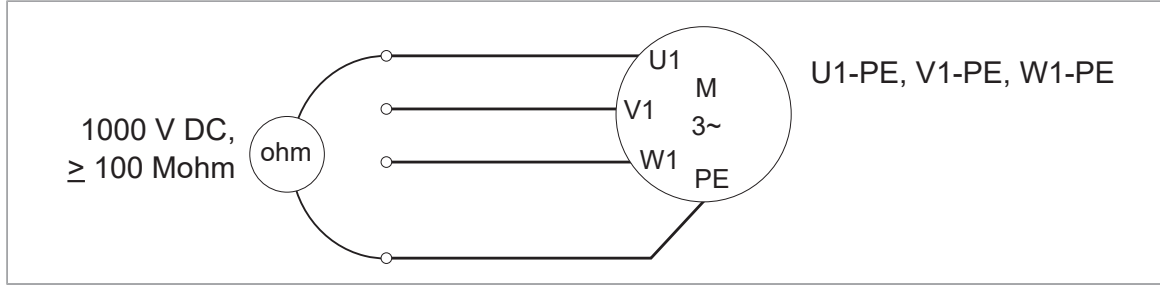 1000 V DC,
≥ 100 Mohm
ohm
U1
V1
W1
M
3~
PE
U1-PE, V1-PE, W1-PE